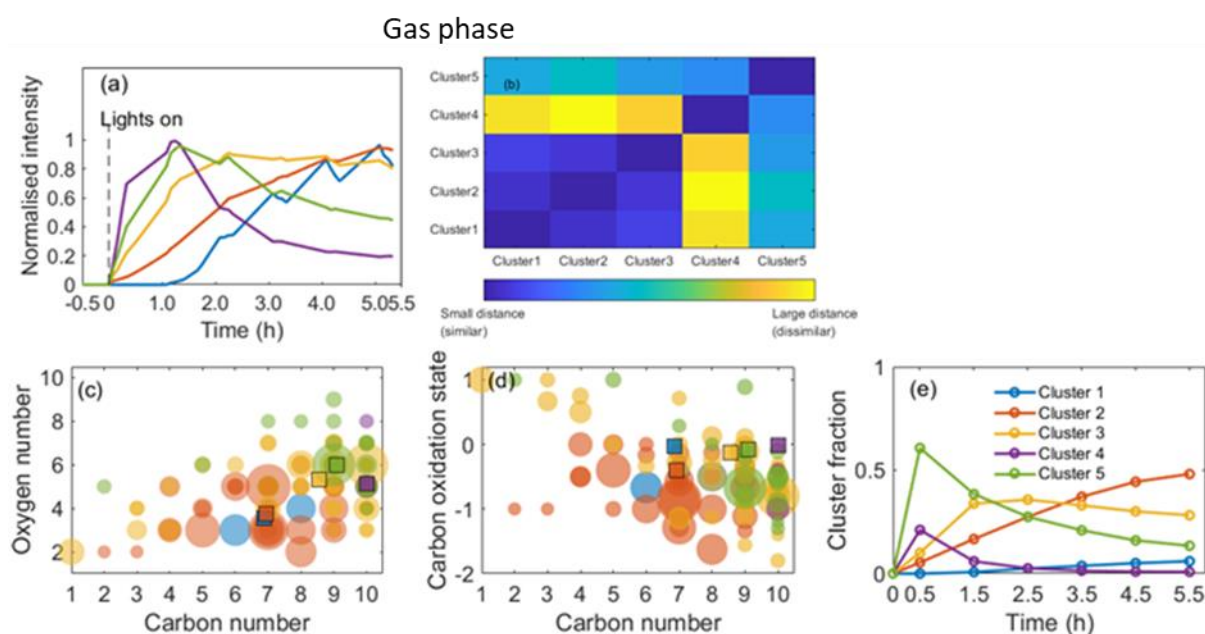 Gas phase
(a)
Lights on
Normalised intensity
1
0.8
0.6
0.4
0.2
0
-0.5 0 1.0 2.0 3.0 4.0 5.05.5
Time (h)
(b)
Cluster5
Cluster4
Cluster3
Cluster2
Cluster1
Cluster1 Cluster2 Cluster3 Cluster4 Cluster5
Small distance
(similar)
Large distance
(dissimilar)
(c)
Oxygen number
10
8
6
4
2
1 2 3 4 5 6 7 8 9 10
Carbon number
(d)
Carbon oxidation state
1
0
-1
-2
1 2 3 4 5 6 7 8 9 10
Carbon number
(e)
Cluster fraction
1
0.5
0
Cluster 1
Cluster 2
Cluster 3
Cluster 4
Cluster 5
0 0.5 1.5 2.5 3.5 4.5 5.5
Time (h)